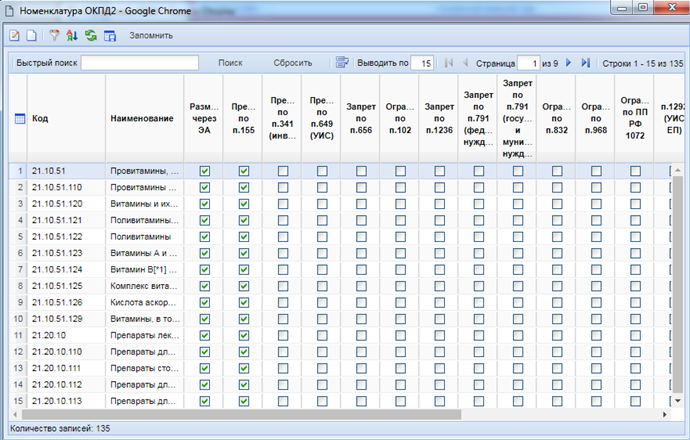 Номенклатура ОКПД2 - Google Chrome
Запомнить
Быстрый поиск Поиск Сбросить Выводить по 15 Страница 1 из 9 Строки 1 - 15 из 135
Код Наименование Разм... через ЭА Пре... по п.155 Пре... по п.341 (инв... Пре... по п.649 (УИС) Запрет по п.656 Огра... по п.102 Запрет по п.1236 Запрет по п.791 (фед... нужд... Запрет по п.791 (госу... и муни... нужд... Огра... по п.832 Огра... по п.968 Огра... по ПП РФ 1072 п.1292 (УИС ЕП)
1 21.10.51 Провитамины, ...
2 21.10.51.110 Провитамины ...
3 21.10.51.120 Витамины и их...
4 21.10.51.121 Поливитамины...
5 21.10.51.122 Поливитамины
6 21.10.51.123 Витамины А и ...
7 21.10.51.124 Витамин В[*1] ...
8 21.10.51.125 Комплекс вита...
9 21.10.51.126 Кислота аскор...
10 21.10.51.129 Витамины, в то...
11 21.20.10 Препараты лек...
12 21.20.10.110 Препараты дл...
13 21.20.10.111 Препараты сто...
14 21.20.10.112 Препараты дл...
15 21.20.10.113 Препараты дл...
Количество записей: 135